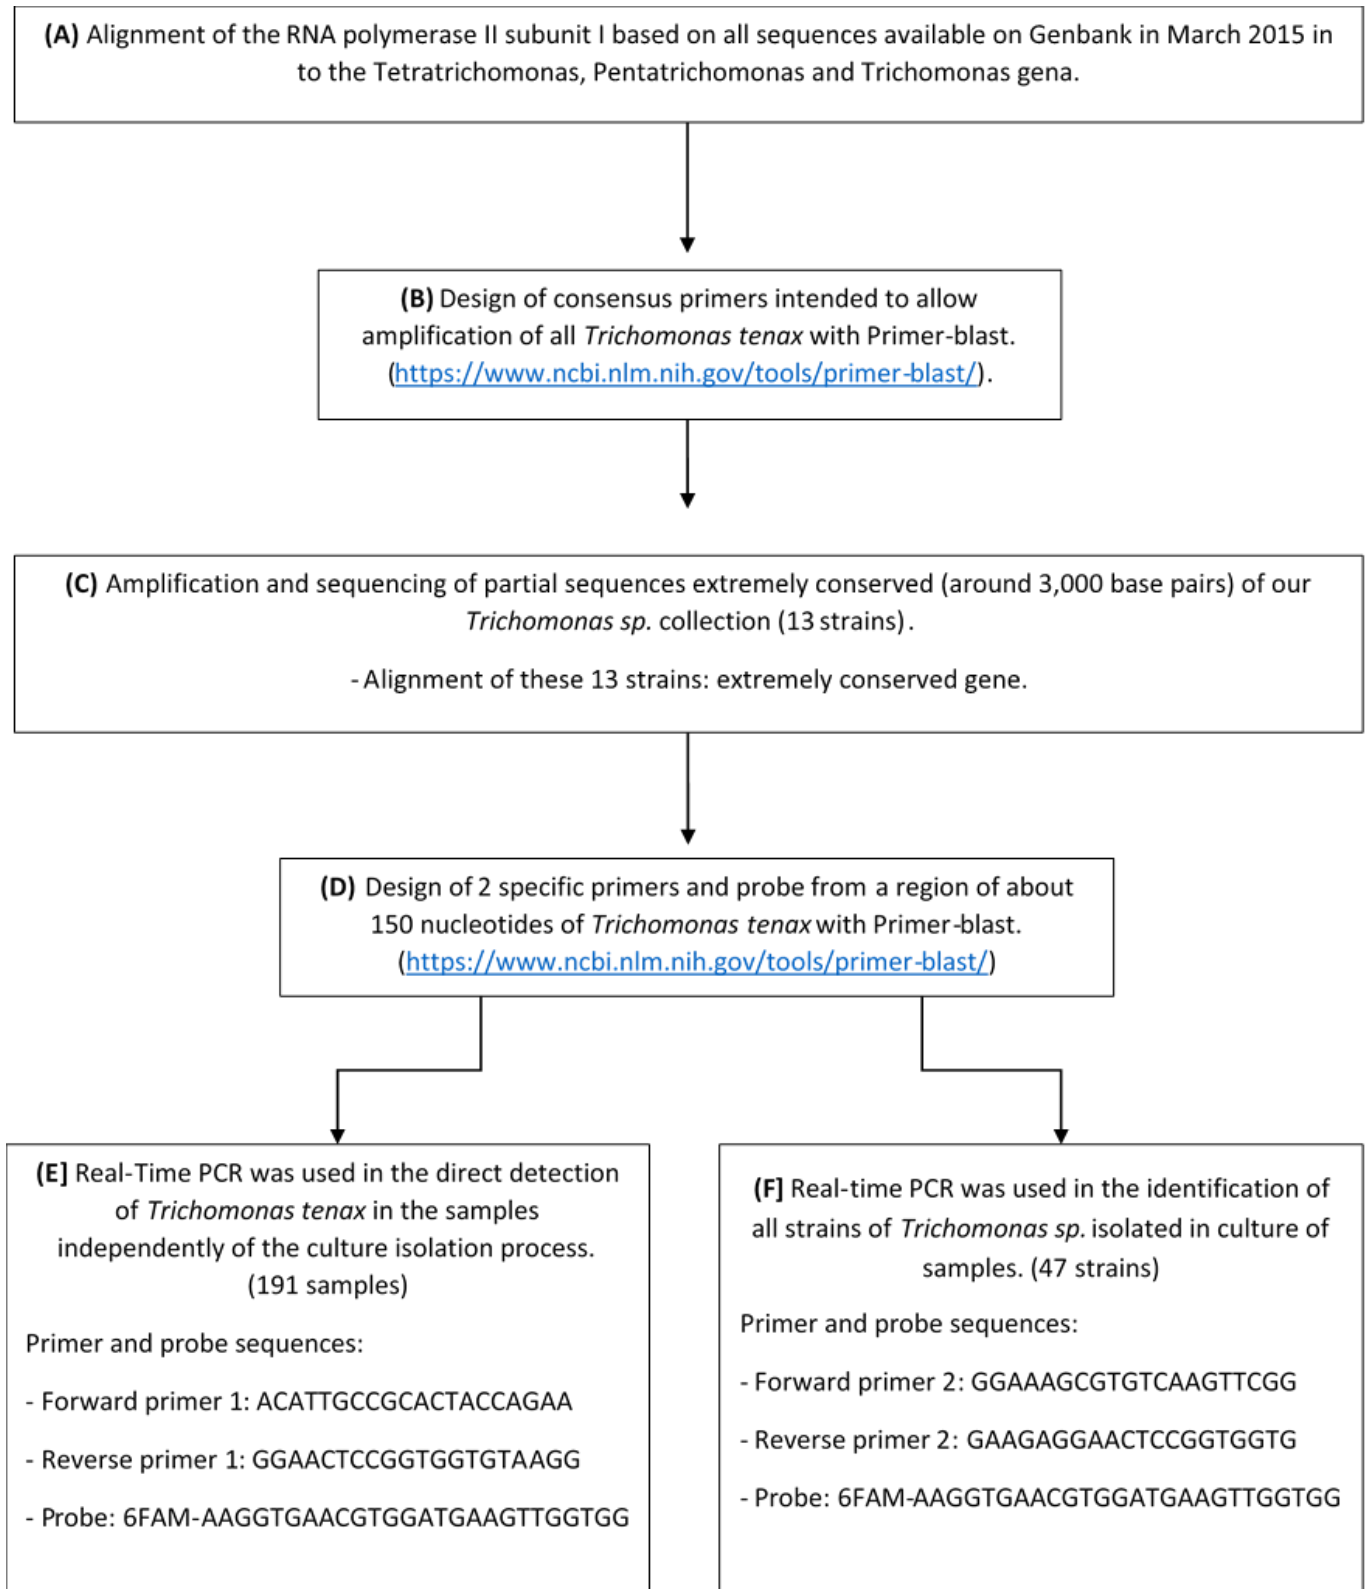 (A) Alignment of the RNA polymerase II subunit I based on all sequences available on Genbank in March 2015 in
to the Tetratrichomonas, Pentatrichomonas and Trichomonas gena.
(B) Design of consensus primers intended to allow
amplification of all Trichomonas tenax with Primer-blast.
(https://www.ncbi.nlm.nih.gov/tools/primer-blast/).
(C) Amplification and sequencing of partial sequences extremely conserved (around 3,000 base pairs) of our
Trichomonas sp. collection (13 strains).
- Alignment of these 13 strains: extremely conserved gene.
(D) Design of 2 specific primers and probe from a region of about
150 nucleotides of Trichomonas tenax with Primer-blast.
(https://www.ncbi.nlm.nih.gov/tools/primer-blast/)
(E] Real-Time PCR was used in the direct detection
of Trichomonas tenax in the samples
independently of the culture isolation process.
(191 samples)
Primer and probe sequences:
- Forward primer 1: ACATTGCCGCACTACCAGAA
- Reverse primer 1: GGAACTCCGGTGGTGTAAGG
- Probe: 6FAM-AAGGTGAACGTGGATGAAGTTGGTGG
(F] Real-time PCR was used in the identification of
all strains of Trichomonas sp. isolated in culture of
samples. (47 strains)
Primer and probe sequences:
- Forward primer 2: GGAAAGCGTGTCAAGTTCGG
- Reverse primer 2: GAAGAGGAACTCCGGTGGTG
- Probe: 6FAM-AAGGTGAACGTGGATGAAGTTGGTGG